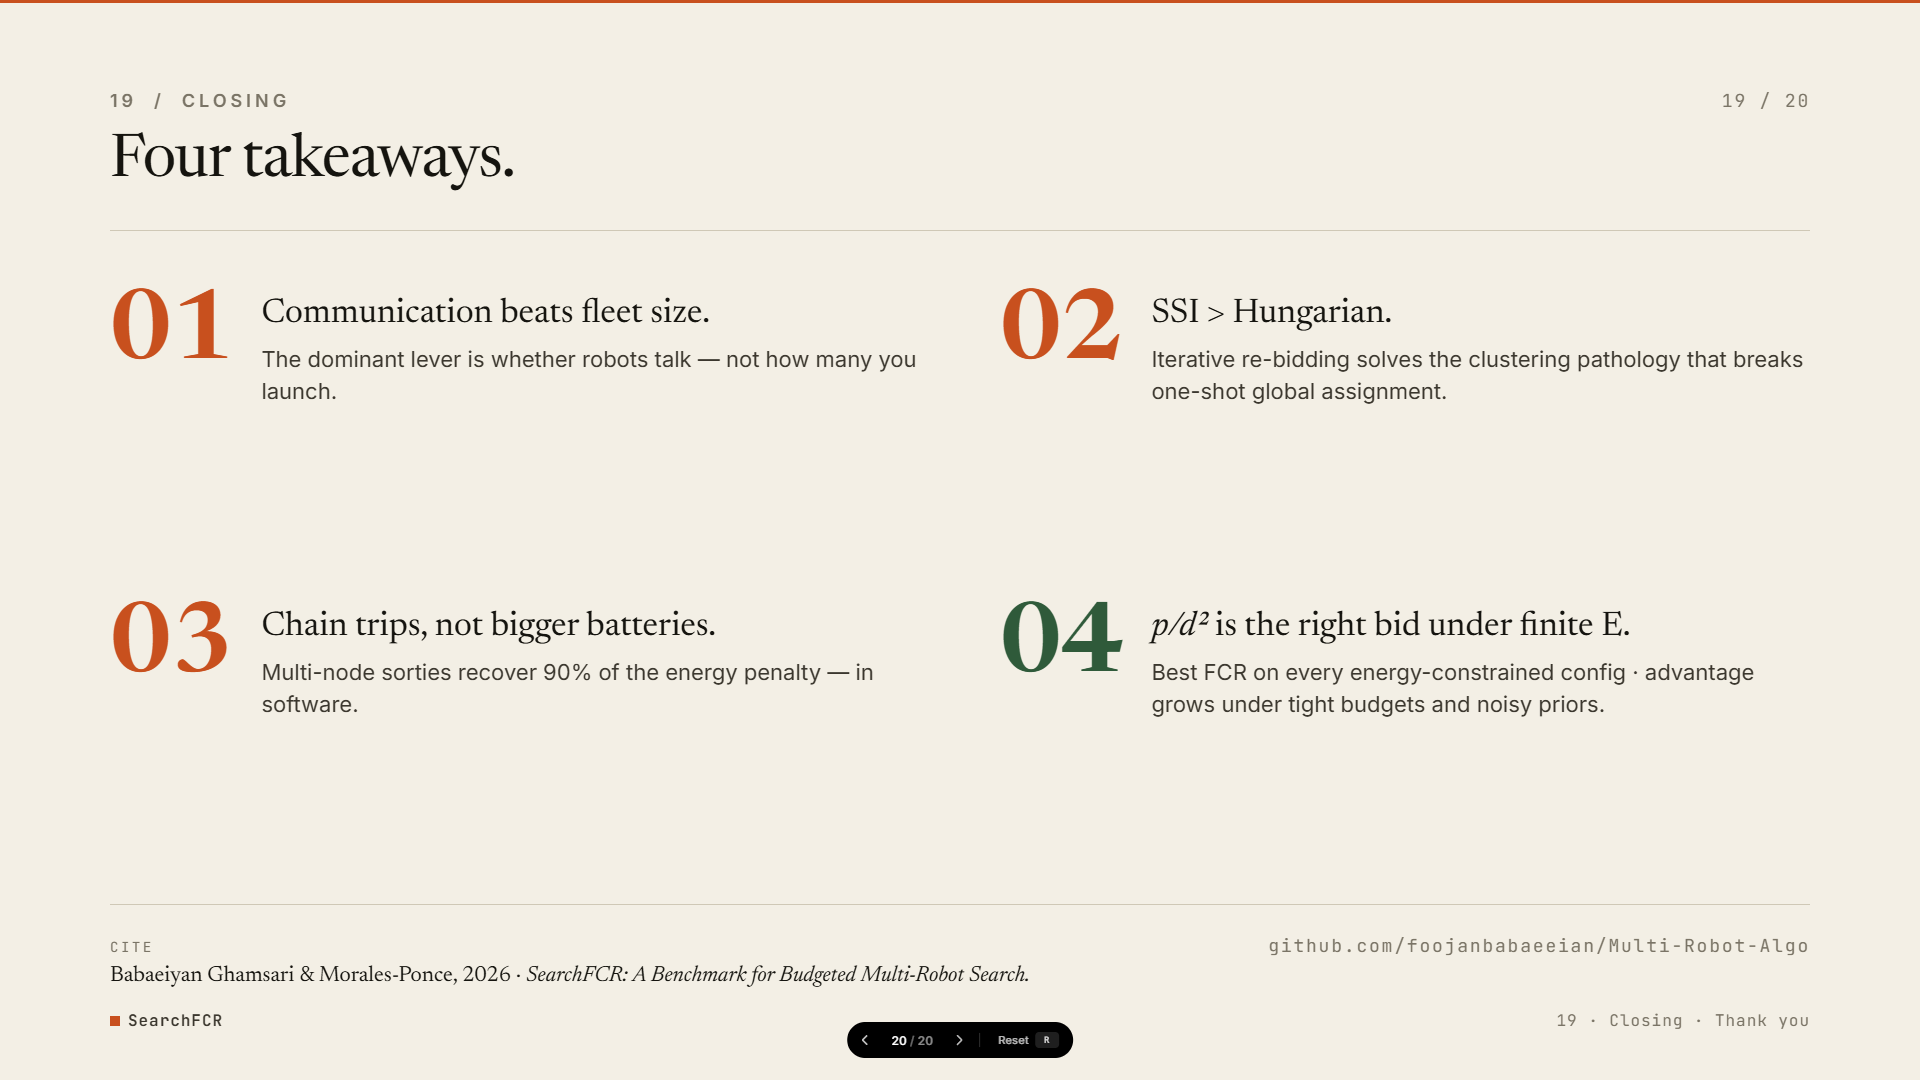 19 / CLOSING
19 / 20
Four takeaways.
01
Communication beats fleet size.
The dominant lever is whether robots talk — not how many you
launch.
02
SSI > Hungarian.
Iterative re-bidding solves the clustering pathology that breaks
one-shot global assignment.
03
Chain trips, not bigger batteries.
Multi-node sorties recover 90% of the energy penalty — in
software.
04
p/d² is the right bid under finite E.
Best FCR on every energy-constrained config · advantage
grows under tight budgets and noisy priors.
CITE
Babaeiyan Ghamsari & Morales-Ponce, 2026 · SearchFCR: A Benchmark for Budgeted Multi-Robot Search.
github.com/foojanbabaeeian/Multi-Robot-Algo
SearchFCR
20 / 20
Reset R
19 · Closing · Thank you